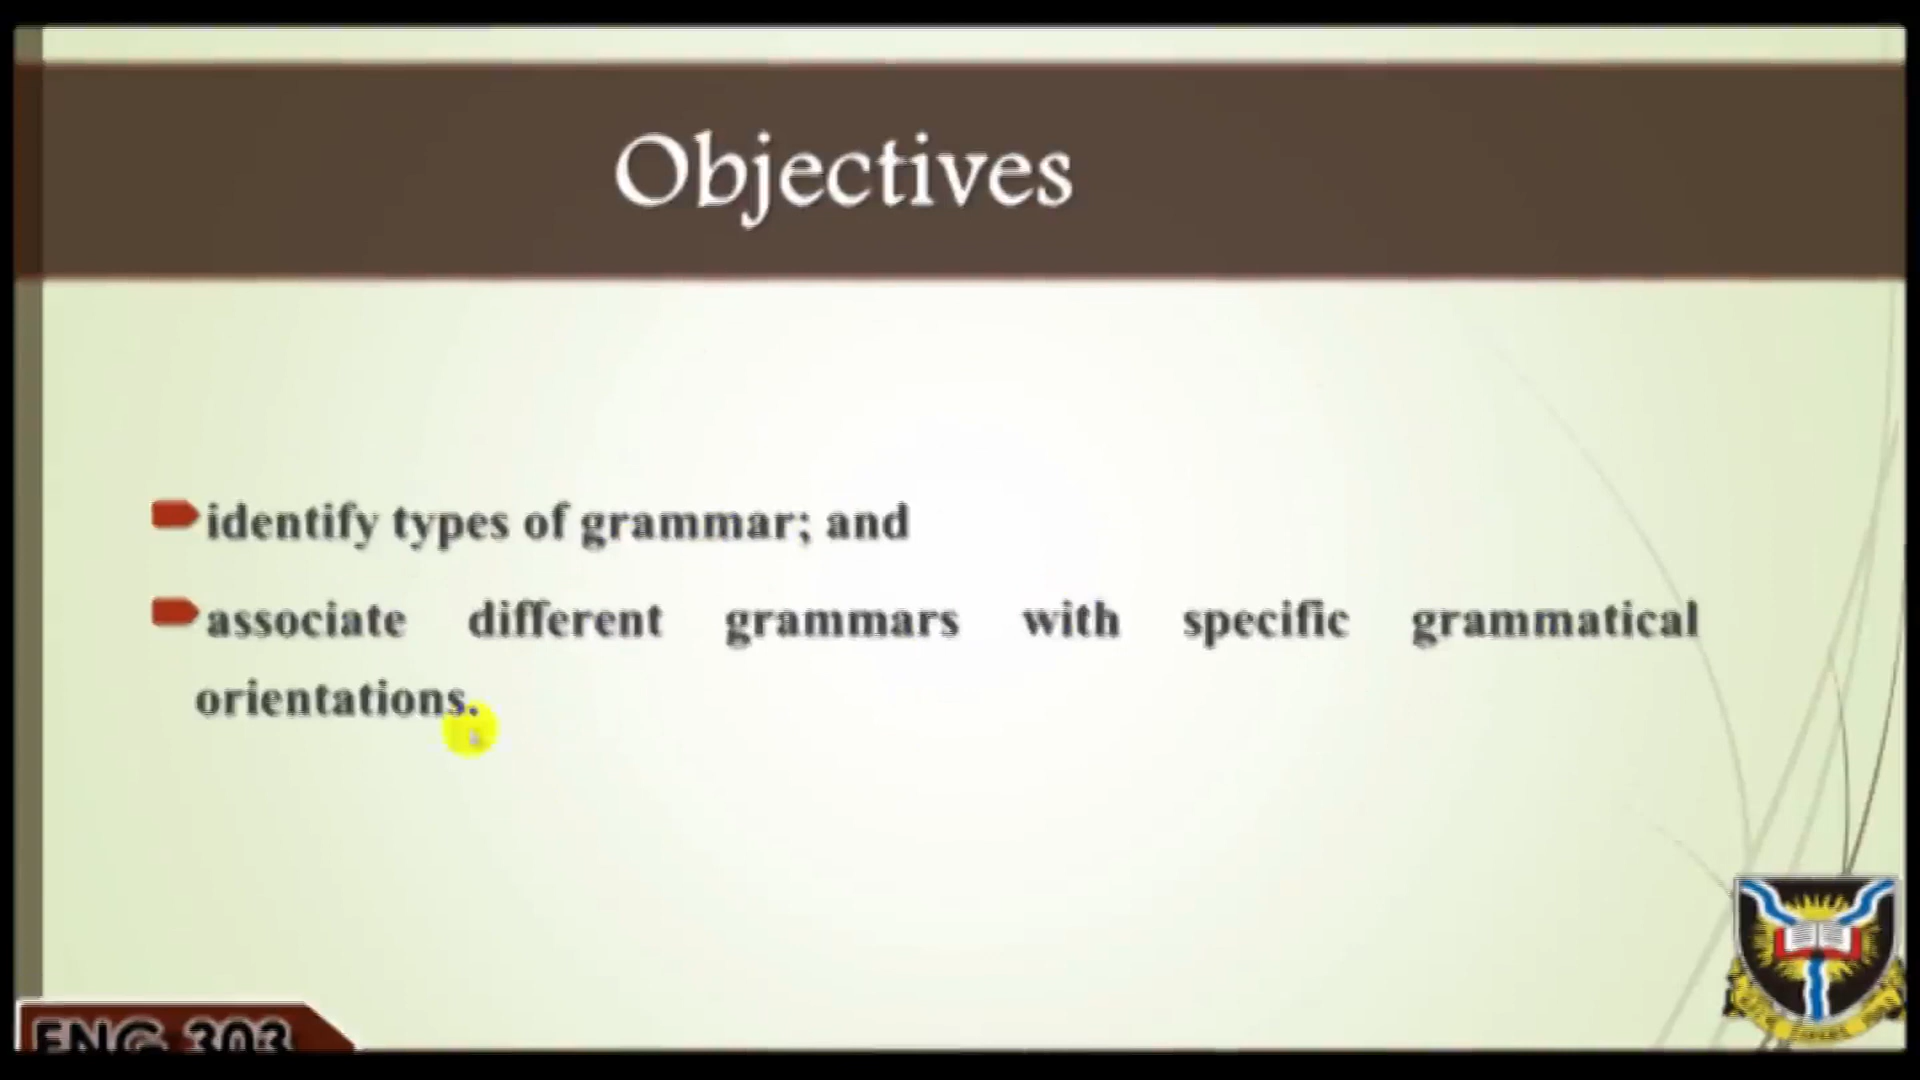 Objectives
identify types of grammar; and
associate different grammars with specific grammatical
orientations.
ENG 303